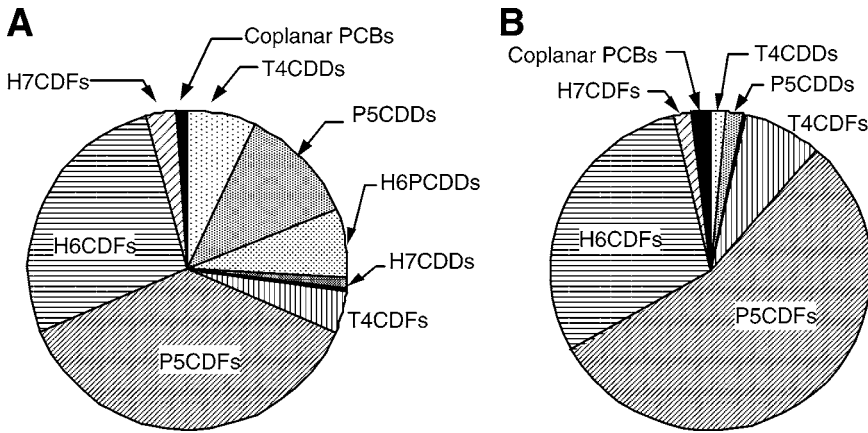 A
Coplanar PCBs
T4CDDs
H7CDFs
P5CDDs
H6PCDDs
H7CDDs
T4CDFs
P5CDFs
H6CDFs
B
Coplanar PCBs
T4CDDs
P5CDDs
H7CDFs
T4CDFs
H6CDFs
P5CDFs